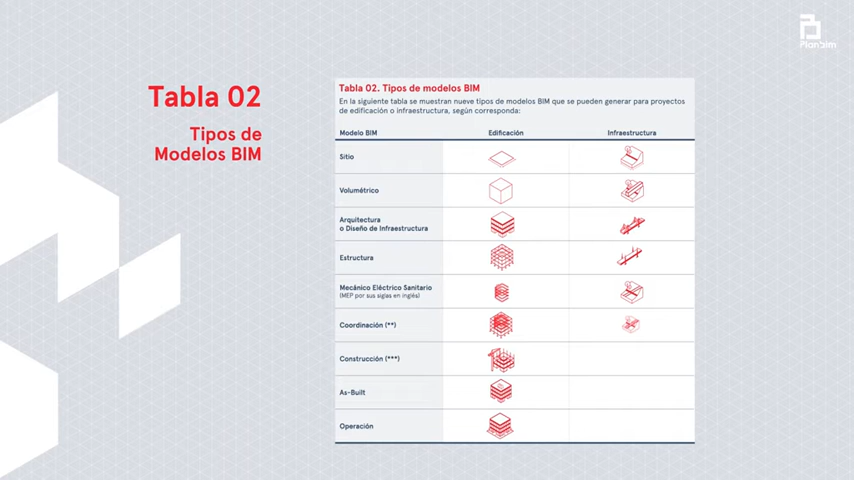 Planbim
Tabla 02
Tipos de
Modelos BIM
Tabla 02. Tipos de modelos BIM
En la siguiente tabla se muestran nueve tipos de modelos BIM que se pueden generar para proyectos
de edificación o infraestructura, según corresponda:
Modelo BIM Edificación Infraestructura
Sitio
Volumétrico
Arquitectura
o Diseño de Infraestructura
Estructura
Mecánico Eléctrico Sanitario
(MEP por sus siglas en inglés)
Coordinación (**)
Construcción (***)
As-Built
Operación